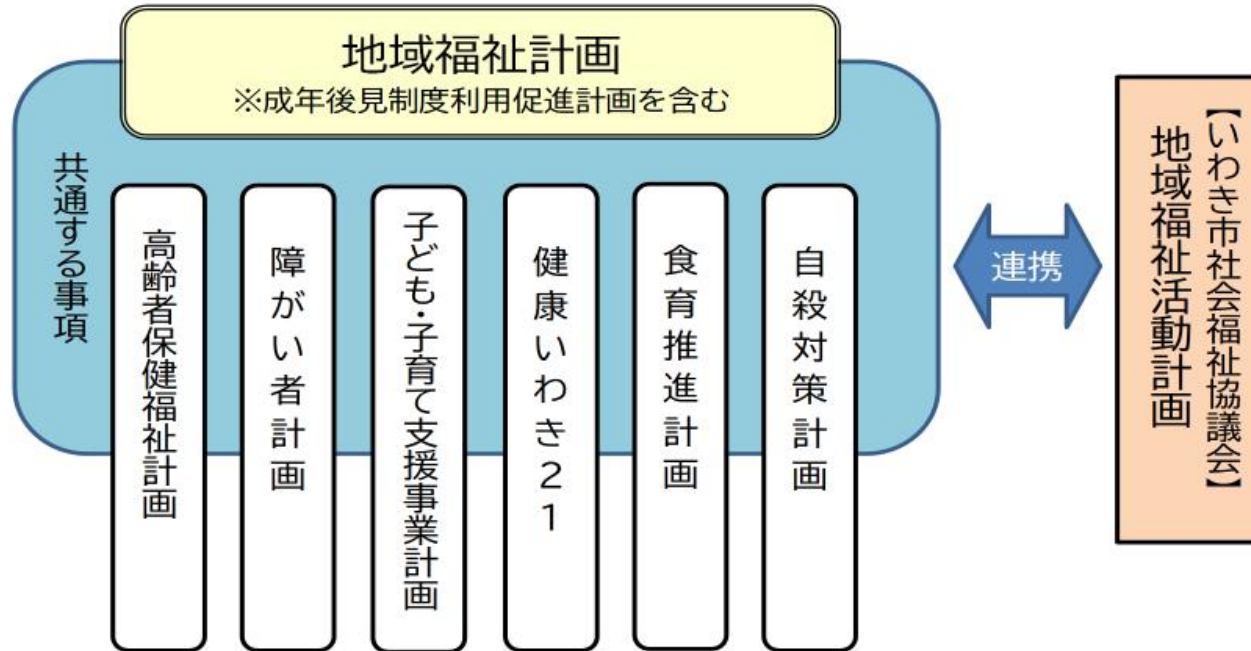 地域福祉計画
※成年後見制度利用促進計画を含む
共通する事項
高齢者保健福祉計画
障がい者計画
子ども・子育て支援事業計画
健康いわき21
食育推進計画
自殺対策計画
連携
【いわき市社会福祉協議会】
地域福祉活動計画